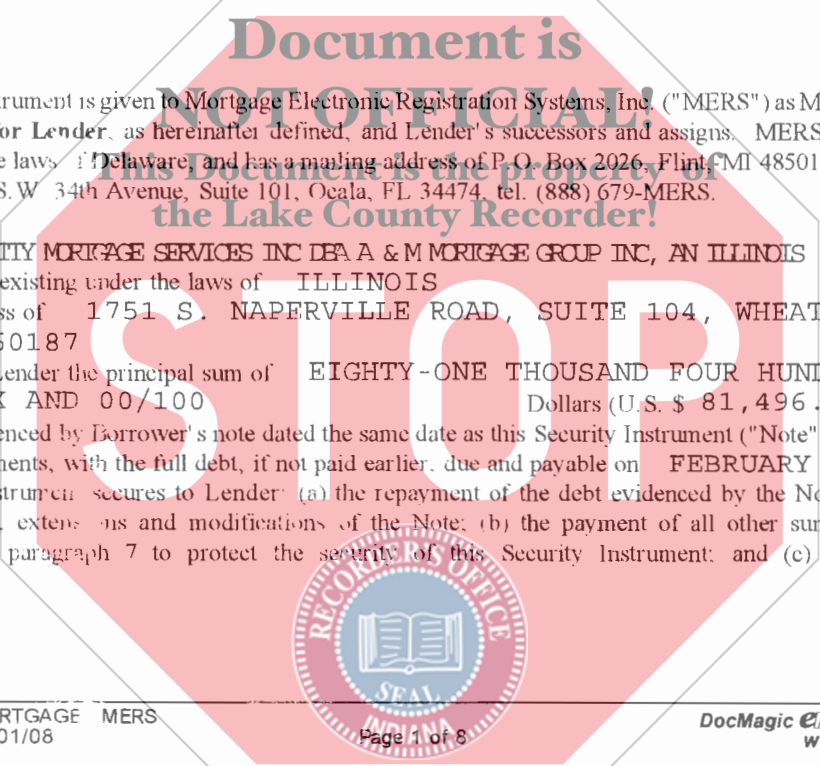 Document is
NOT OFFICIAL!
This Document is the property of
the Lake County Recorder!
STOP
trument is given to Mortgage Electronic Registration Systems, Inc. ("MERS") as M
or Lender, as hereinafter defined, and Lender's successors and assigns. MERS
e laws Delaware, and has a mailing address of P.O. Box 2026, Flint, MI 48501
S.W 34th Avenue, Suite 101, Ocala, FL 34474, tel. (888) 679-MERS.
ITY MORTGAGE SERVICES INC DBA A & M MORTGAGE GROUP INC, AN ILLINOIS
existing under the laws of ILLINOIS
ss of 1751 S. NAPERVILLE ROAD, SUITE 104, WHEAT
60187
Lender the principal sum of EIGHTY-ONE THOUSAND FOUR HUND
X AND 00/100 Dollars (U.S. $ 81,496.
enced by Borrower's note dated the same date as this Security Instrument ("Note"
nents, with the full debt, if not paid earlier, due and payable on FEBRUARY
strument secures to Lender: (a) the repayment of the debt evidenced by the No
extensions and modifications of the Note; (b) the payment of all other sur
paragraph 7 to protect the security of this Security Instrument; and (c)
RECORDER'S OFFICE
SEAL
INDIANA
RTGAGE MERS
01/08
Page 1 of 8
DocMagic
w